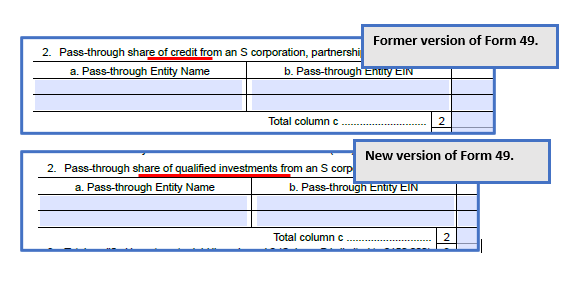 Former version of Form 49.
2. Pass-through share of credit from an S corporation, partnershi
a. Pass-through Entity Name b. Pass-through Entity EIN
Total column c ............................ 2
New version of Form 49.
2. Pass-through share of qualified investments from an S corp
a. Pass-through Entity Name b. Pass-through Entity EIN
Total column c ............................ 2